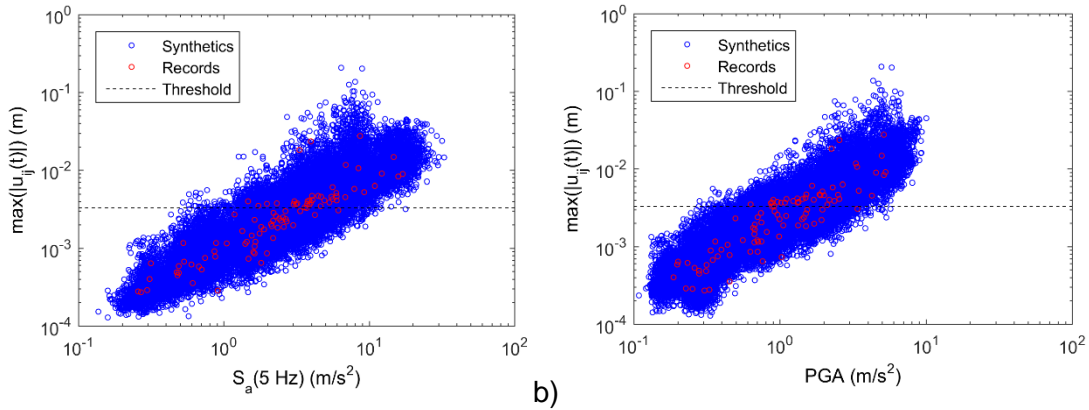 10^0
10^-1
10^-2
10^-3
10^-4
max(|u_ij(t)|) (m)
Synthetics
Records
Threshold
10^-1
10^0
10^1
10^2
S_a(5 Hz) (m/s^2)
b)
10^0
10^-1
10^-2
10^-3
10^-4
max(|u_ij(t)|) (m)
Synthetics
Records
Threshold
10^-1
10^0
10^1
10^2
PGA (m/s^2)